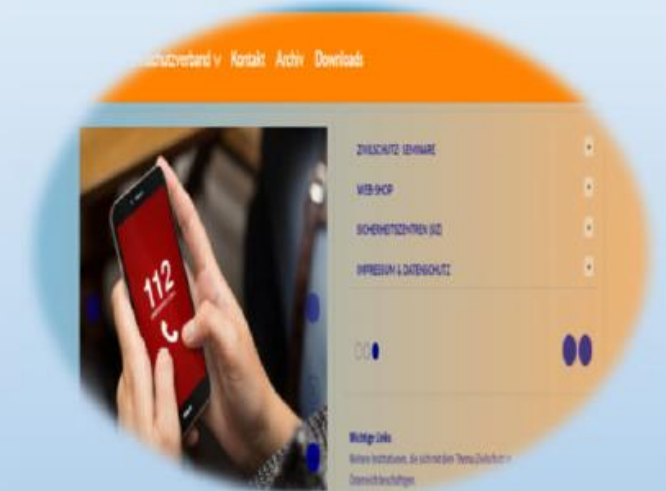 Kontakt Archiv Downloads
ZIVILSCHUTZ- SEMINARE
WEB-SHOP
SICHERHEITSZENTREN (SIZ)
IMPRESSUM & DATENSCHUTZ
112
Wichtige Links
Weitere Institutionen, die sich mit dem Thema Zivilschutz
Österreich beschäftigen.